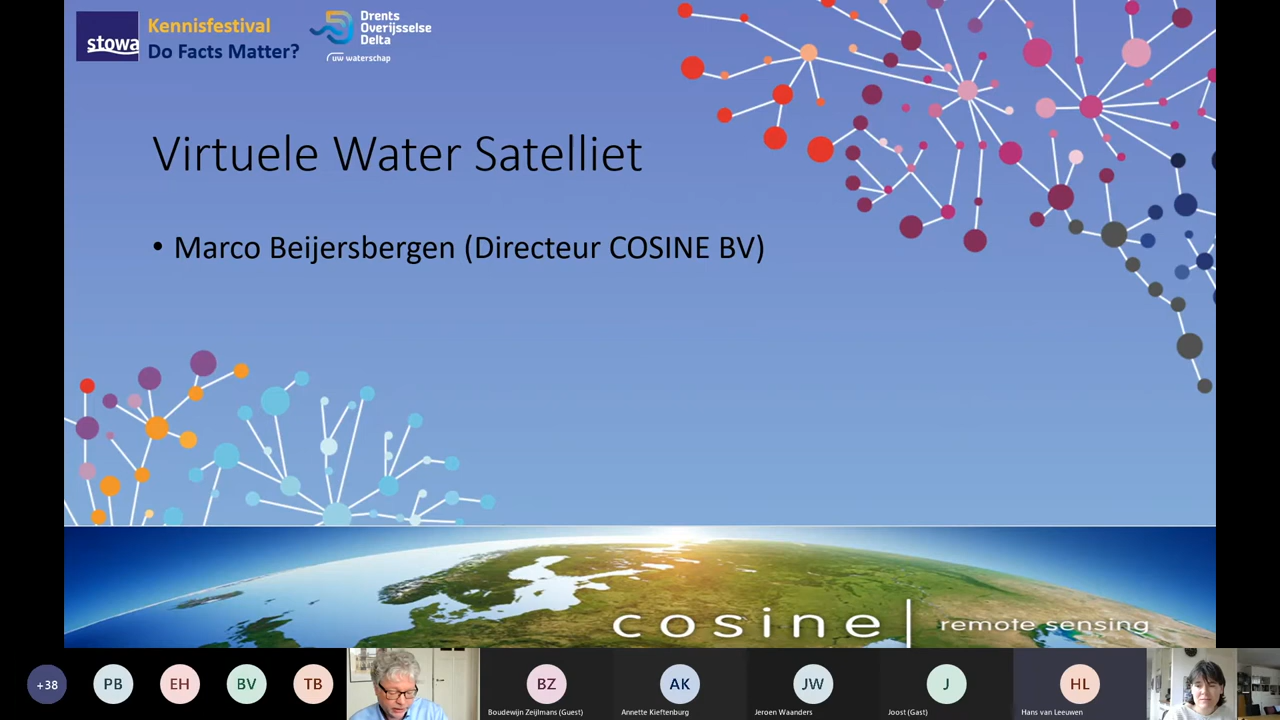 stowa
Kennisfestival
Do Facts Matter?
Drents
Overijsselse
Delta
uw waterschap
Virtuele Water Satelliet
• Marco Beijersbergen (Directeur COSINE BV)
cosine | remote sensing
+38
PB
EH
BV
TB
BZ
Boudewijn Zeijlmans (Guest)
AK
Annette Kieftenburg
JW
Jeroen Waanders
J
Joost (Gast)
HL
Hans van Leeuwen